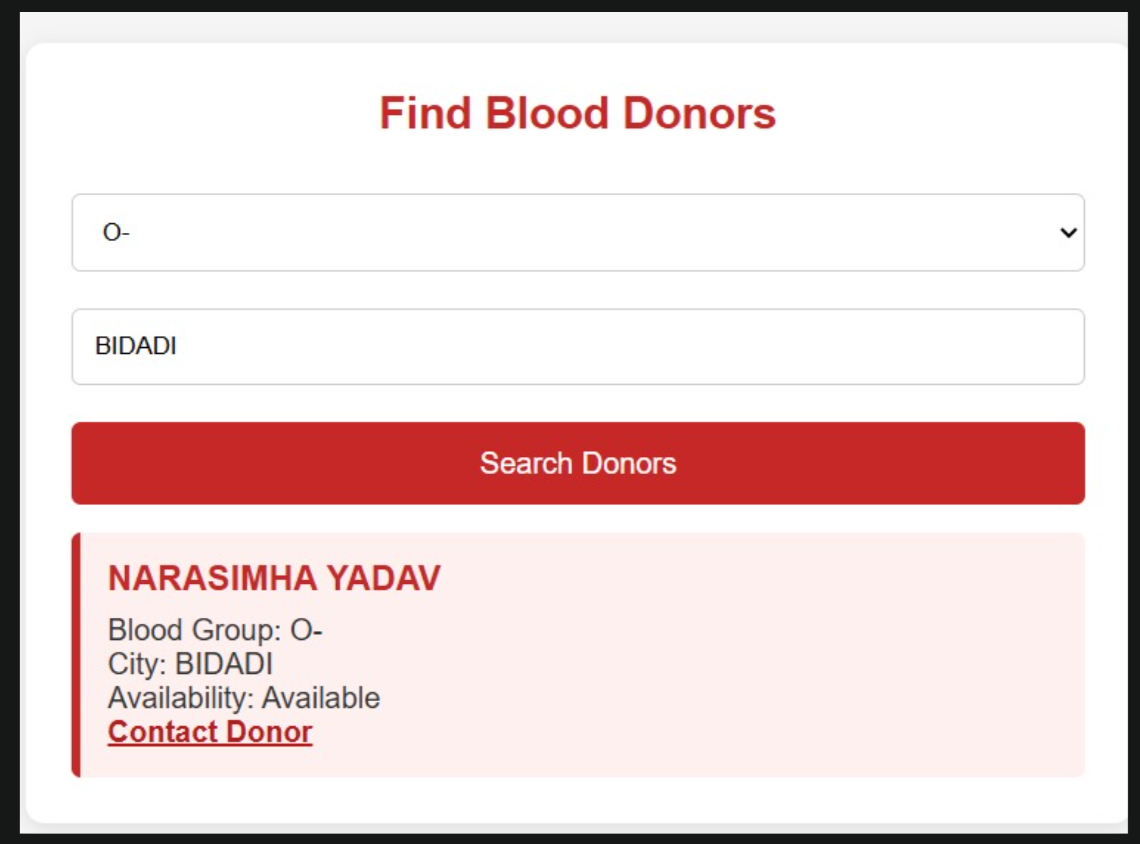 Find Blood Donors
O-
BIDADI
Search Donors
NARASIMHA YADAV
Blood Group: O-
City: BIDADI
Availability: Available
Contact Donor